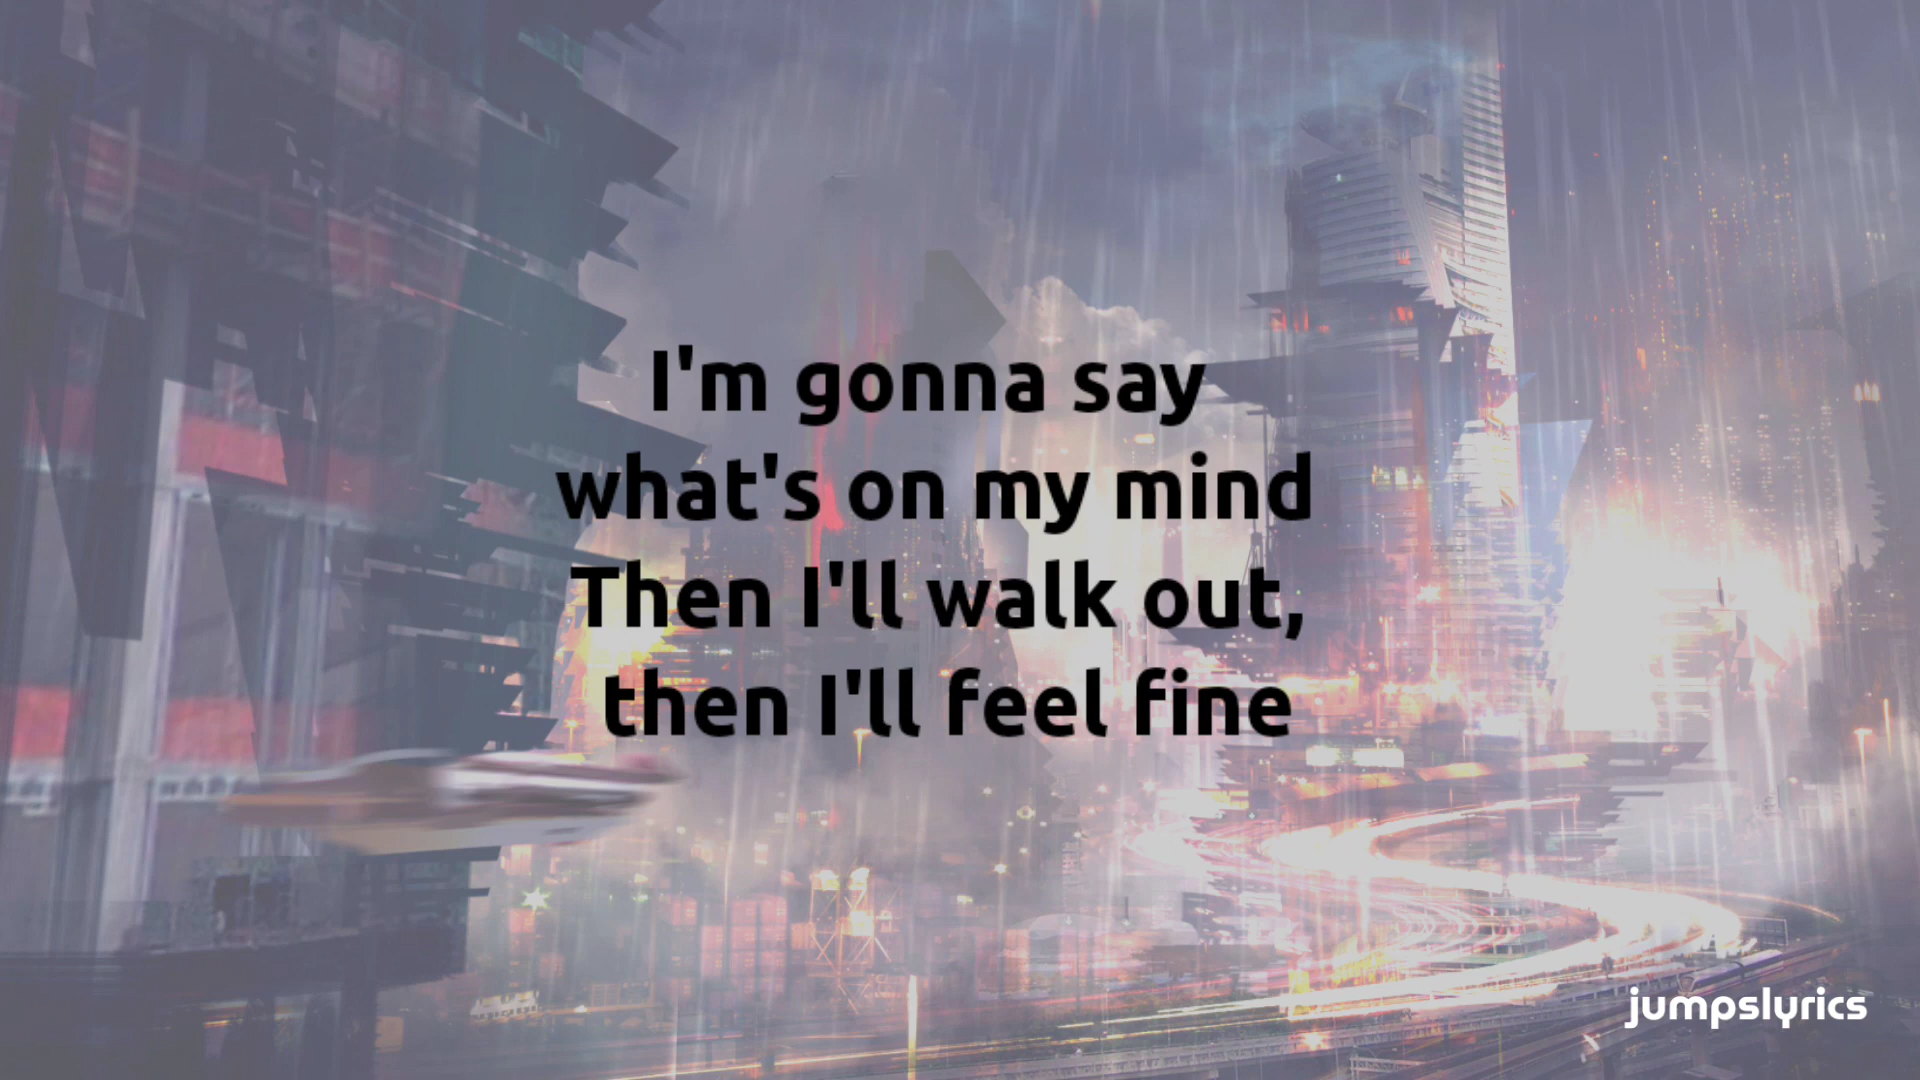 I'm gonna say
what's on my mind
Then I'll walk out,
then I'll feel fine
jumpslyrics